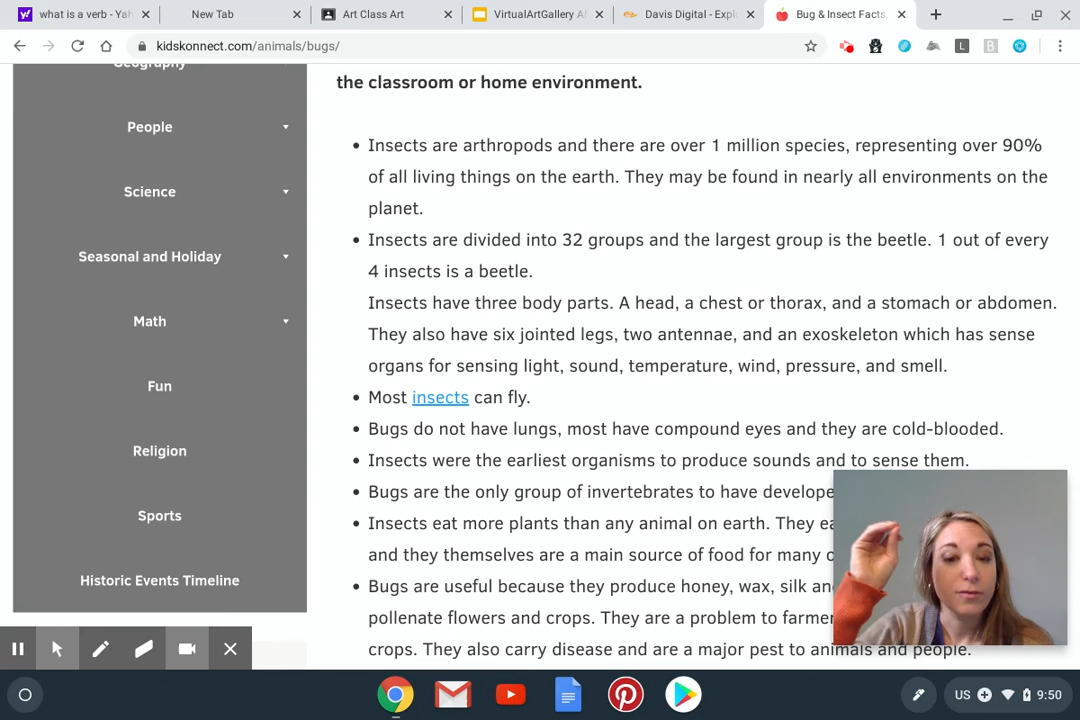 what is a verb - Yah
New Tab
Art Class Art
VirtualArtGallery A
Davis Digital - Expl
Bug & Insect Facts,
kidskonnect.com/animals/bugs/
Geography
People
Science
Seasonal and Holiday
Math
Fun
Religion
Sports
Historic Events Timeline
the classroom or home environment.
• Insects are arthropods and there are over 1 million species, representing over 90%
of all living things on the earth. They may be found in nearly all environments on the
planet.
• Insects are divided into 32 groups and the largest group is the beetle. 1 out of every
4 insects is a beetle.
Insects have three body parts. A head, a chest or thorax, and a stomach or abdomen.
They also have six jointed legs, two antennae, and an exoskeleton which has sense
organs for sensing light, sound, temperature, wind, pressure, and smell.
• Most insects can fly.
• Bugs do not have lungs, most have compound eyes and they are cold-blooded.
• Insects were the earliest organisms to produce sounds and to sense them.
• Bugs are the only group of invertebrates to have develope
• Insects eat more plants than any animal on earth. They ea
and they themselves are a main source of food for many
• Bugs are useful because they produce honey, wax, silk an
pollenate flowers and crops. They are a problem to farmer
crops. They also carry disease and are a major pest to animals and people.
L
B
US
9:50